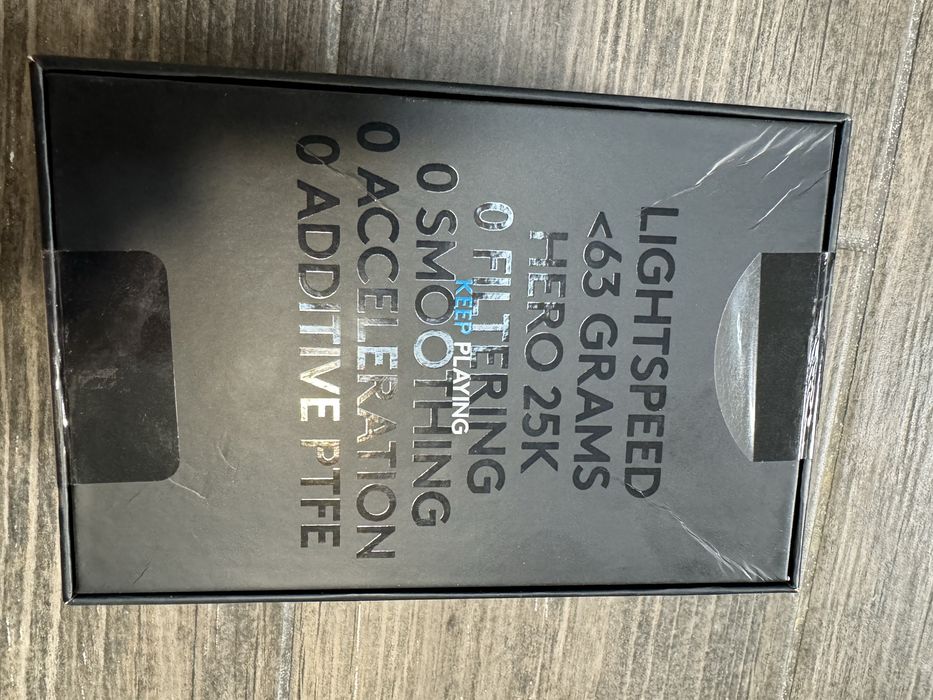 LIGHTSPEED
<63 GRAMS
HERO 25K
0 FILTERING
KEEP PLAYING
0 SMOOTHING
0 ACCELERATION
0 ADDITIVE PTFE